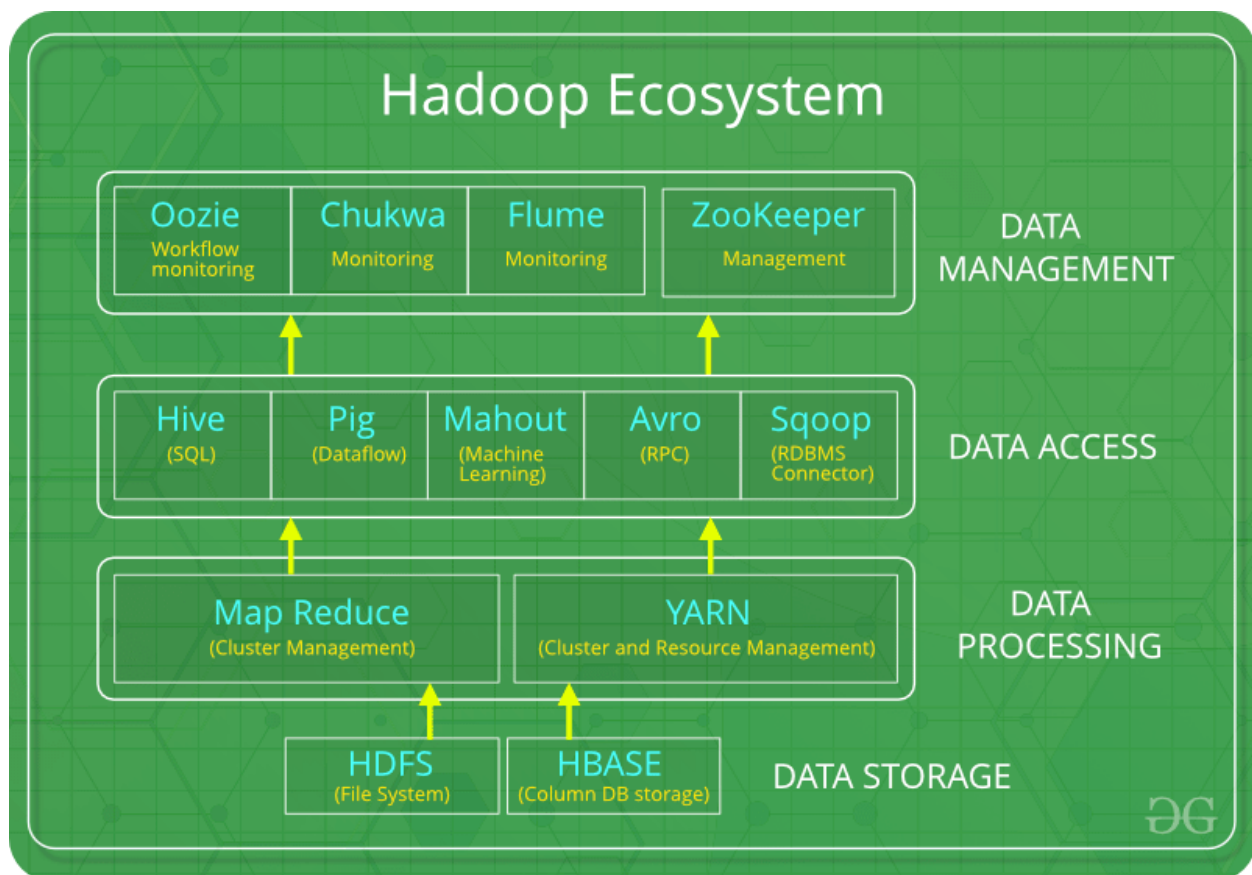 Hadoop Ecosystem
Oozie
Workflow
monitoring
Chukwa
Monitoring
Flume
Monitoring
ZooKeeper
Management
DATA
MANAGEMENT
Hive
(SQL)
Pig
(Dataflow)
Mahout
(Machine
Learning)
Avro
(RPC)
Sqoop
(RDBMS
Connector)
DATA ACCESS
Map Reduce
(Cluster Management)
YARN
(Cluster and Resource Management)
DATA
PROCESSING
HDFS
(File System)
HBASE
(Column DB storage)
DATA STORAGE
GG